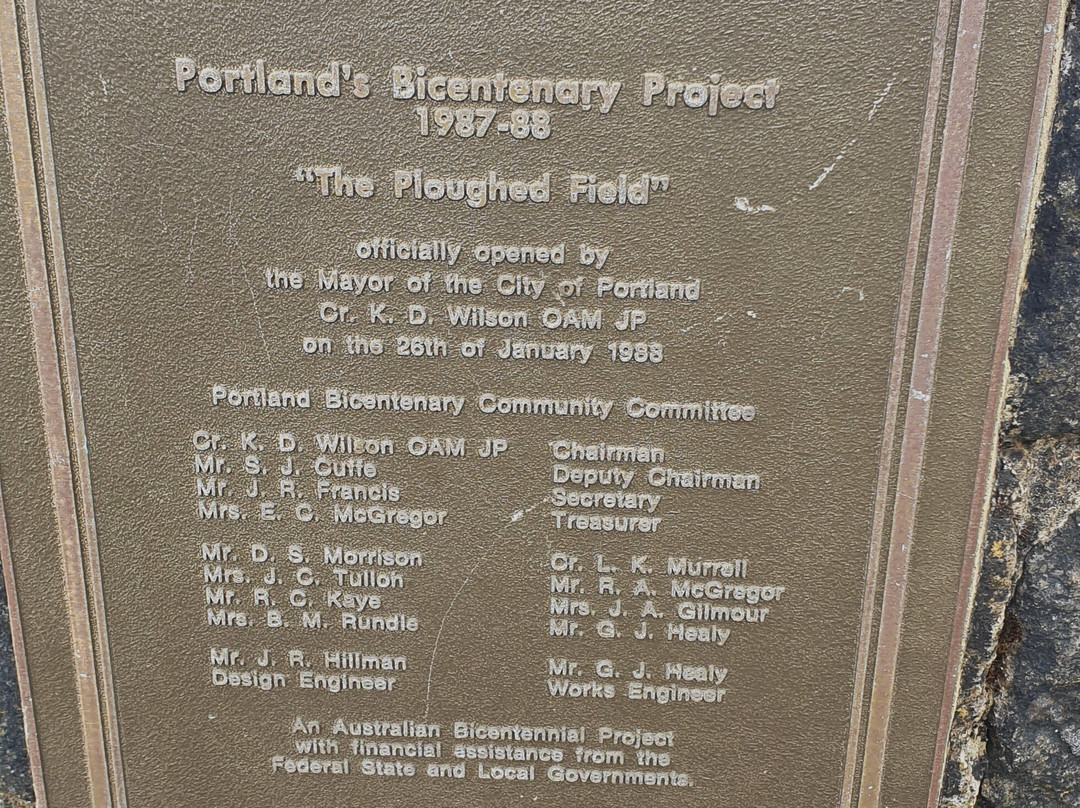 Portland's Bicentenary Project
1987-88
"The Ploughed Field"
officially opened by
the Mayor of the City of Portland
Cr. K. D. Wilson OAM JP
on the 26th of January 1988
Portland Bicentenary Community Committee
Cr. K. D. Wilson OAM JP Chairman
Mr. S. J. Cuffe Deputy Chairman
Mr. J. R. Francis Secretary
Mrs. E. C. McGregor Treasurer
Mr. D. S. Morrison Cr. L. K. Murrell
Mrs. J. C. Tulloh Mr. R. A. McGregor
Mr. R. C. Kaye Mrs. J. A. Gilmour
Mrs. B. M. Rundle Mr. G. J. Healy
Mr. J. R. Hillman Mr. G. J. Healy
Design Engineer Works Engineer
An Australian Bicentennial Project
with financial assistance from the
Federal State and Local Governments.